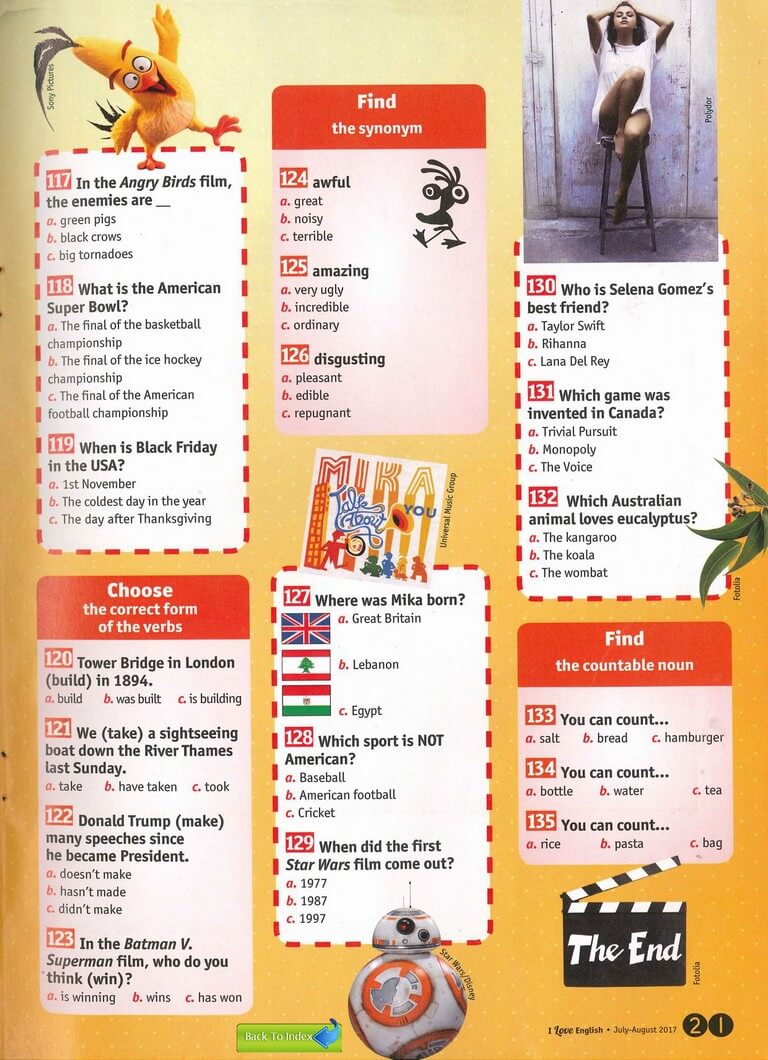 Sony Pictures
117 In the Angry Birds film,
the enemies are __
a. green pigs
b. black crows
c. big tornadoes
118 What is the American
Super Bowl?
a. The final of the basketball
championship
b. The final of the ice hockey
championship
c. The final of the American
football championship
119 When is Black Friday
in the USA?
a. 1st November
b. The coldest day in the year
c. The day after Thanksgiving
Choose
the correct form
of the verbs
120 Tower Bridge in London
(build) in 1894.
a. build b. was built c. is building
121 We (take) a sightseeing
boat down the River Thames
last Sunday.
a. take b. have taken c. took
122 Donald Trump (make)
many speeches since
he became President.
a. doesn't make
b. hasn't made
c. didn't make
123 In the Batman V.
Superman film, who do you
think (win)?
a. is winning b. wins c. has won
Find
the synonym
124 awful
a. great
b. noisy
c. terrible
125 amazing
a. very ugly
b. incredible
c. ordinary
126 disgusting
a. pleasant
b. edible
c. repugnant
MIKA
Talk
About
YOU
Universal Music Group
127 Where was Mika born?
a. Great Britain
b. Lebanon
c. Egypt
128 Which sport is NOT
American?
a. Baseball
b. American football
c. Cricket
129 When did the first
Star Wars film come out?
a. 1977
b. 1987
c. 1997
Star Wars/Disney
Polydor
130 Who is Selena Gomez's
best friend?
a. Taylor Swift
b. Rihanna
c. Lana Del Rey
131 Which game was
invented in Canada?
a. Trivial Pursuit
b. Monopoly
c. The Voice
132 Which Australian
animal loves eucalyptus?
a. The kangaroo
b. The koala
c. The wombat
Fotolia
Find
the countable noun
133 You can count...
a. salt b. bread c. hamburger
134 You can count...
a. bottle b. water c. tea
135 You can count...
a. rice b. pasta c. bag
The End
Fotolia
Back To Index
I Love English • July-August 2017 21